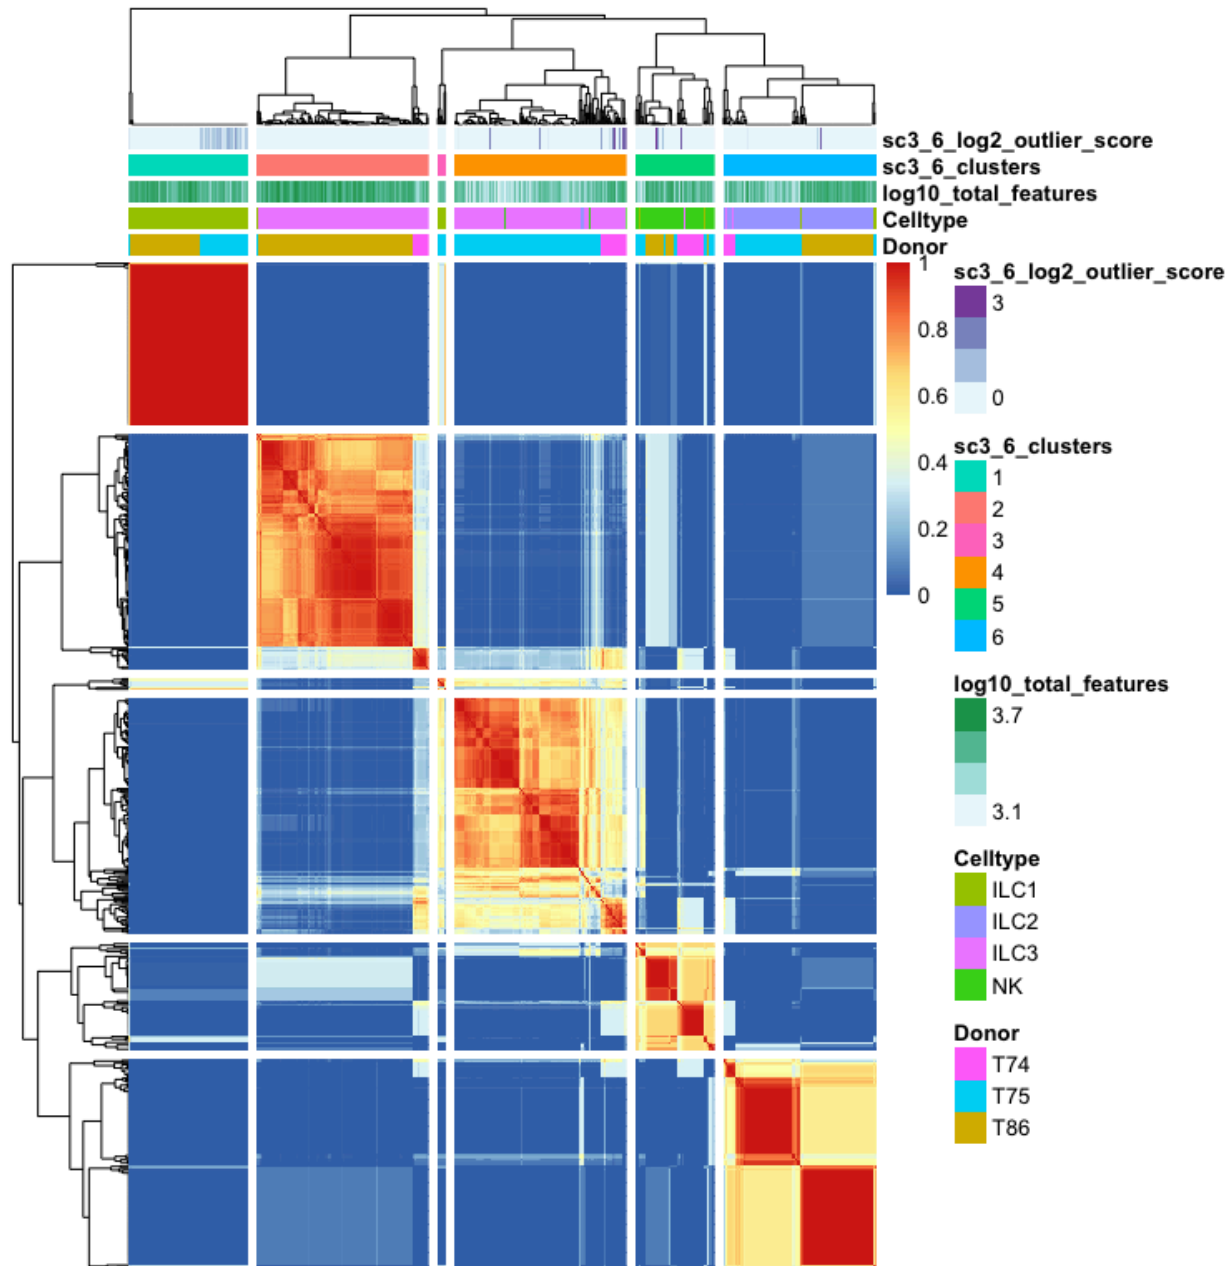 sc3_6_log2_outlier_score
sc3_6_clusters
log10_total_features
Celltype
Donor
1
0.8
0.6
0.4
0.2
0
sc3_6_log2_outlier_score
3
0
sc3_6_clusters
1
2
3
4
5
6
log10_total_features
3.7
3.1
Celltype
ILC1
ILC2
ILC3
NK
Donor
T74
T75
T86